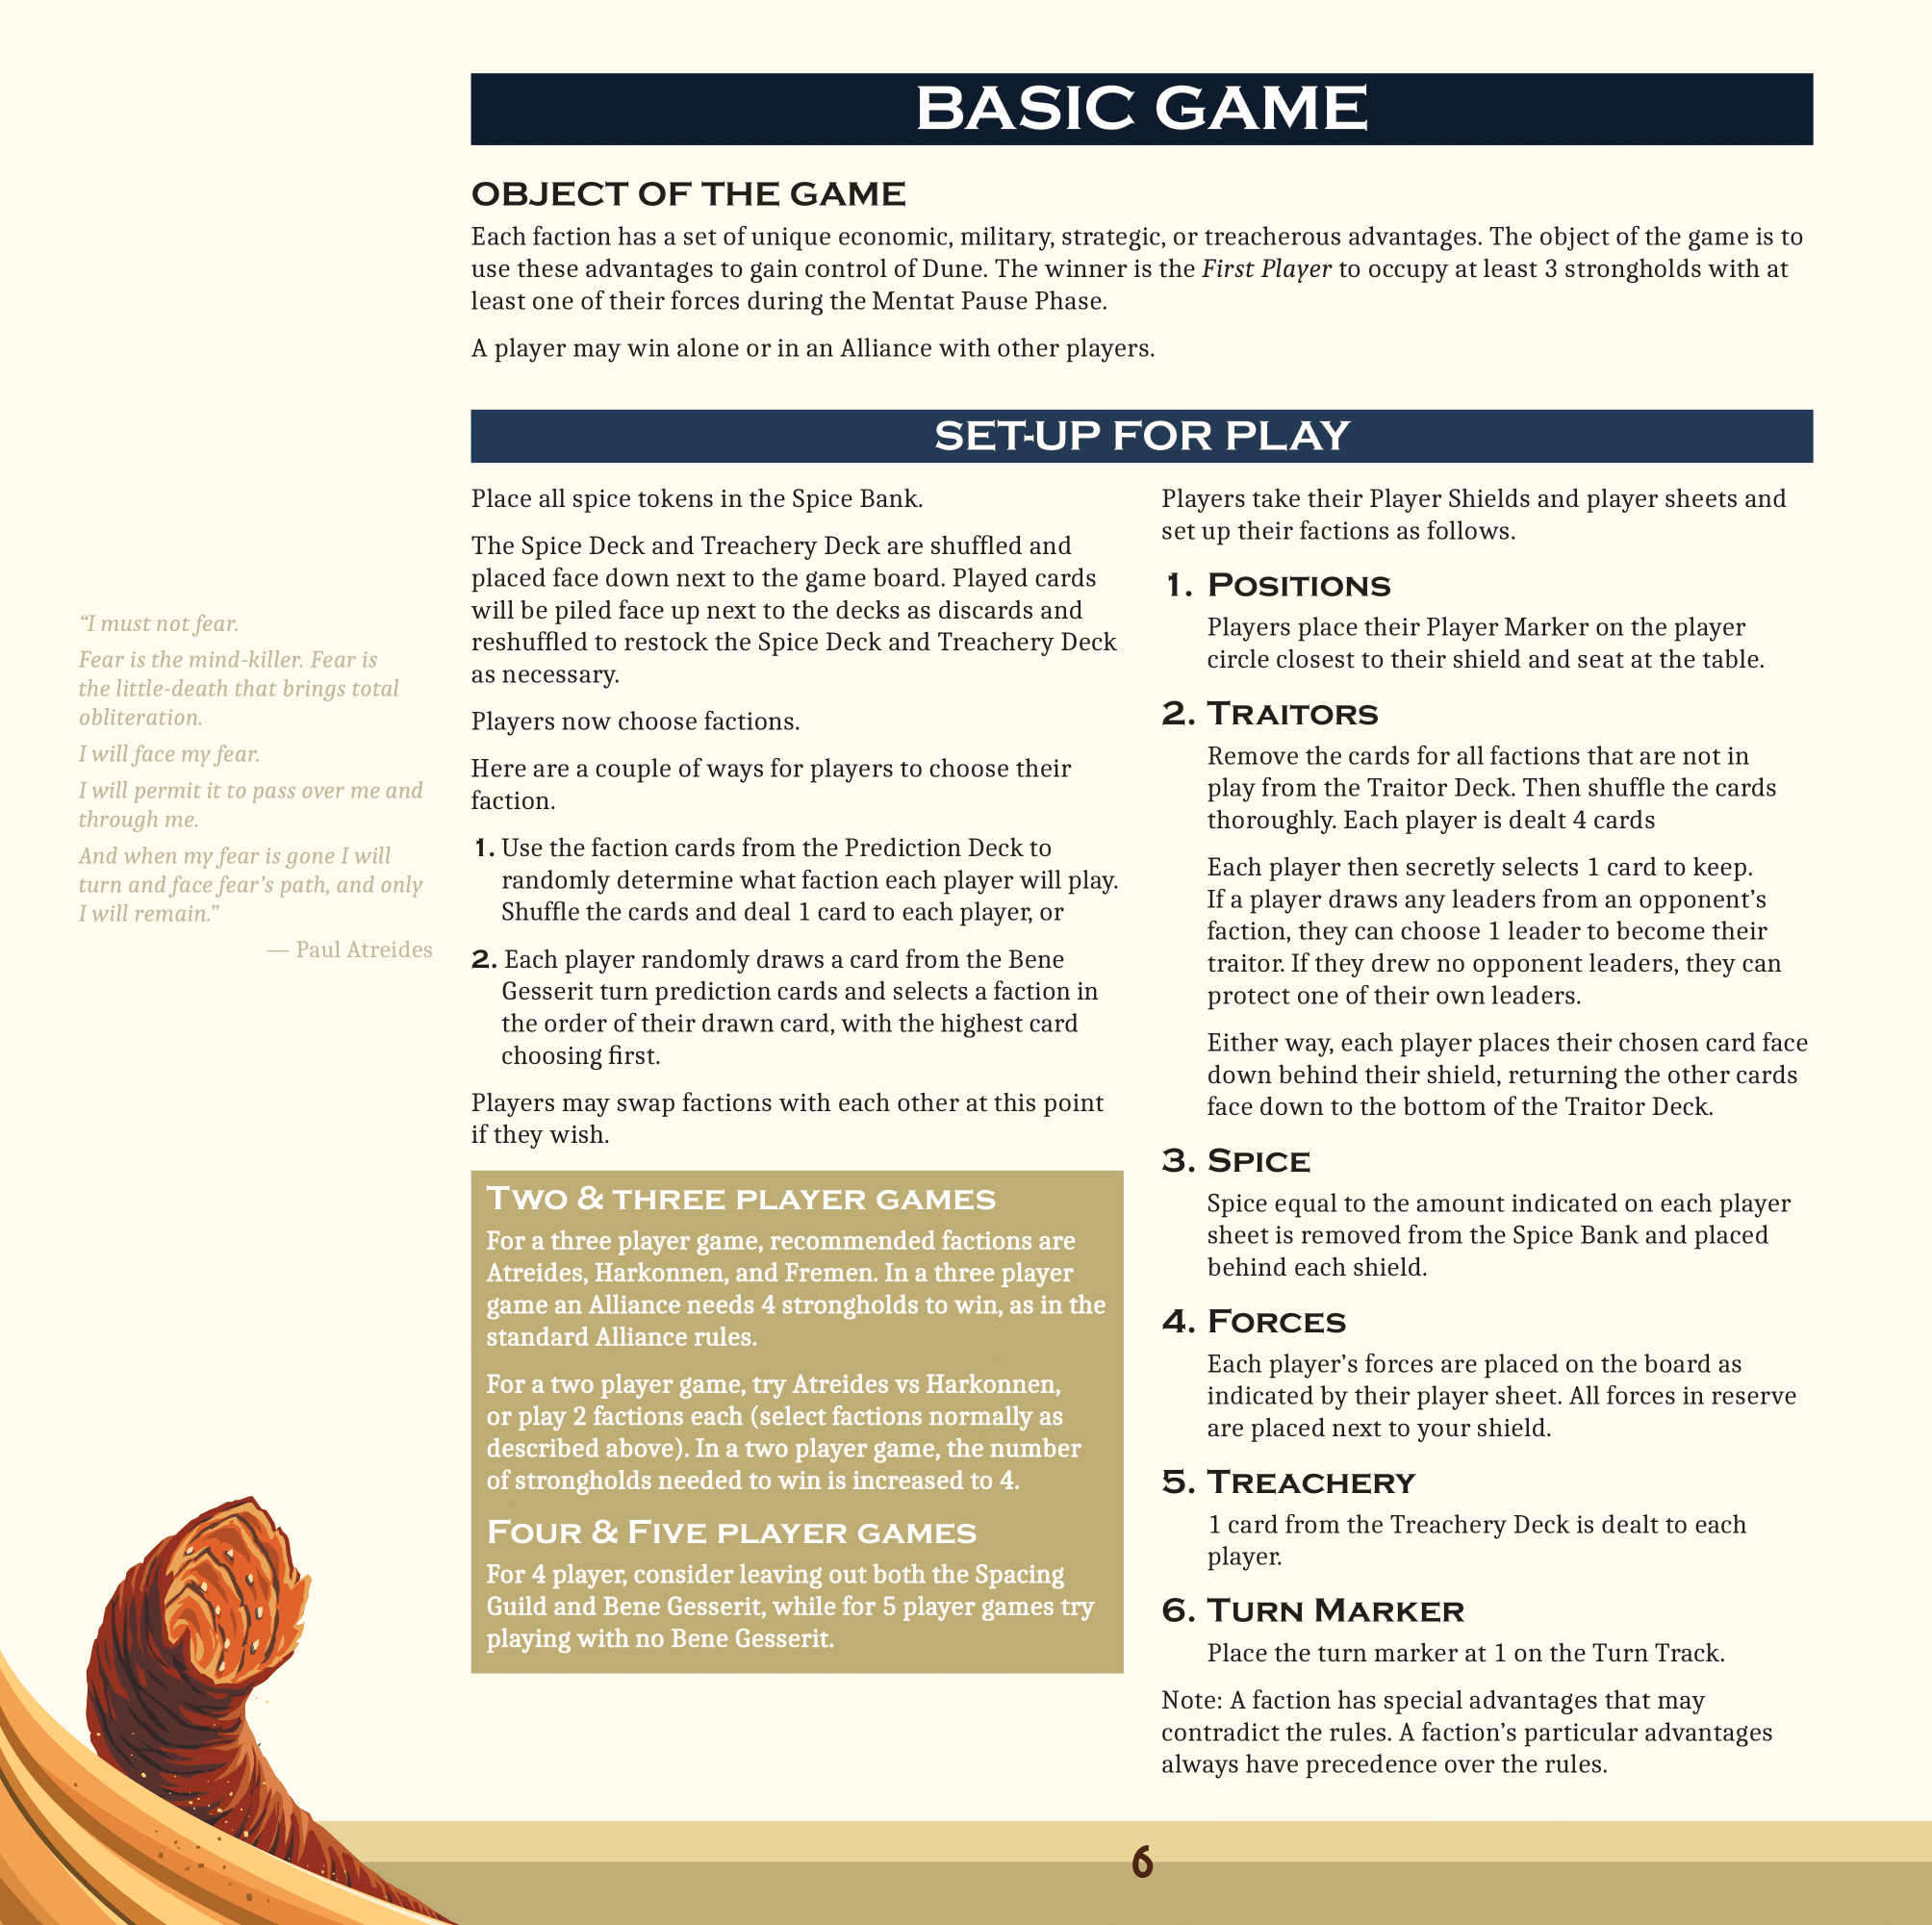 BASIC GAME
OBJECT OF THE GAME
Each faction has a set of unique economic, military, strategic, or treacherous advantages. The object of the game is to
use these advantages to gain control of Dune. The winner is the First Player to occupy at least 3 strongholds with at
least one of their forces during the Mentat Pause Phase.
A player may win alone or in an Alliance with other players.
SET-UP FOR PLAY
“I must not fear.
Fear is the mind-killer. Fear is
the little-death that brings total
obliteration.
I will face my fear.
I will permit it to pass over me and
through me.
And when my fear is gone I will
turn and face fear’s path, and only
I will remain.”
— Paul Atreides
Place all spice tokens in the Spice Bank.
The Spice Deck and Treachery Deck are shuffled and
placed face down next to the game board. Played cards
will be piled face up next to the decks as discards and
reshuffled to restock the Spice Deck and Treachery Deck
as necessary.
Players now choose factions.
Here are a couple of ways for players to choose their
faction.
1. Use the faction cards from the Prediction Deck to
randomly determine what faction each player will play.
Shuffle the cards and deal 1 card to each player, or
2. Each player randomly draws a card from the Bene
Gesserit turn prediction cards and selects a faction in
the order of their drawn card, with the highest card
choosing first.
Players may swap factions with each other at this point
if they wish.
TWO & THREE PLAYER GAMES
For a three player game, recommended factions are
Atreides, Harkonnen, and Fremen. In a three player
game an Alliance needs 4 strongholds to win, as in the
standard Alliance rules.
For a two player game, try Atreides vs Harkonnen,
or play 2 factions each (select factions normally as
described above). In a two player game, the number
of strongholds needed to win is increased to 4.
FOUR & FIVE PLAYER GAMES
For 4 player, consider leaving out both the Spacing
Guild and Bene Gesserit, while for 5 player games try
playing with no Bene Gesserit.
Players take their Player Shields and player sheets and
set up their factions as follows.
1. POSITIONS
Players place their Player Marker on the player
circle closest to their shield and seat at the table.
2. TRAITORS
Remove the cards for all factions that are not in
play from the Traitor Deck. Then shuffle the cards
thoroughly. Each player is dealt 4 cards
Each player then secretly selects 1 card to keep.
If a player draws any leaders from an opponent’s
faction, they can choose 1 leader to become their
traitor. If they drew no opponent leaders, they can
protect one of their own leaders.
Either way, each player places their chosen card face
down behind their shield, returning the other cards
face down to the bottom of the Traitor Deck.
3. SPICE
Spice equal to the amount indicated on each player
sheet is removed from the Spice Bank and placed
behind each shield.
4. FORCES
Each player’s forces are placed on the board as
indicated by their player sheet. All forces in reserve
are placed next to your shield.
5. TREACHERY
1 card from the Treachery Deck is dealt to each
player.
6. TURN MARKER
Place the turn marker at 1 on the Turn Track.
Note: A faction has special advantages that may
contradict the rules. A faction’s particular advantages
always have precedence over the rules.
6